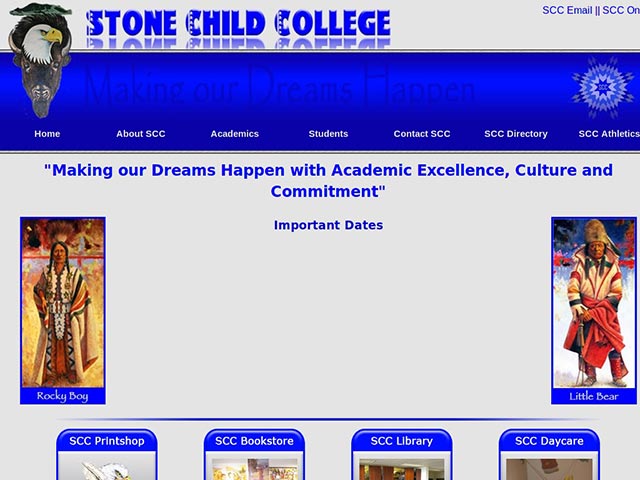 STONE CHILD COLLEGE
SCC Email || SCC On
Making our Dreams Happen
SCC
Home About SCC Academics Students Contact SCC SCC Directory SCC Athletics
"Making our Dreams Happen with Academic Excellence, Culture and
Commitment"
Important Dates
Rocky Boy
Little Bear
SCC Printshop SCC Bookstore SCC Library SCC Daycare